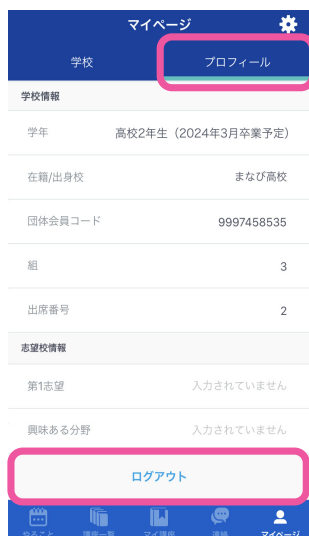 マイページ
学校 プロフィール
学校情報
学年 高校2年生（2024年3月卒業予定）
在籍/出身校 まなび高校
団体会員コード 9997458535
組 3
出席番号 2
志望校情報
第1志望 入力されていません
興味ある分野 入力されていません
ログアウト
やること 講座一覧 マイ講座 連絡 マイページ